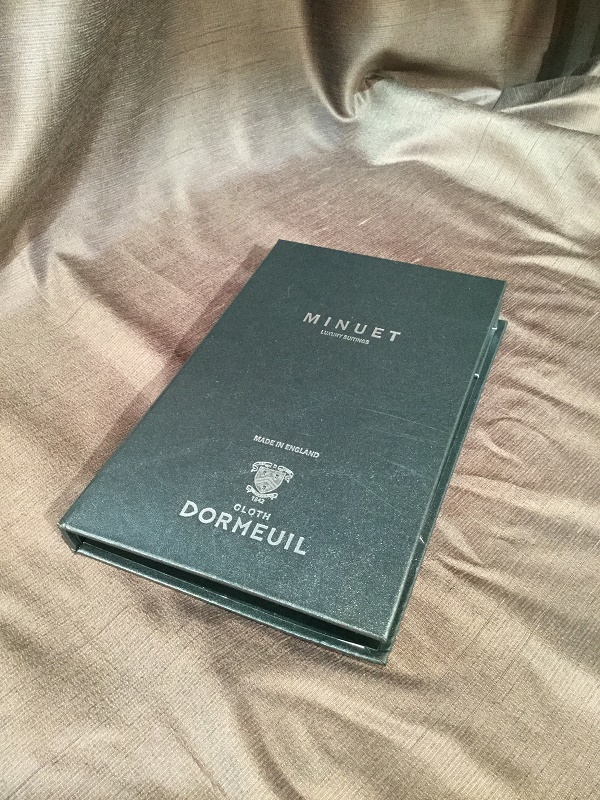 MINUET
LUXURY SUITINGS
MADE IN ENGLAND
1842
CLOTH
DORMEUIL